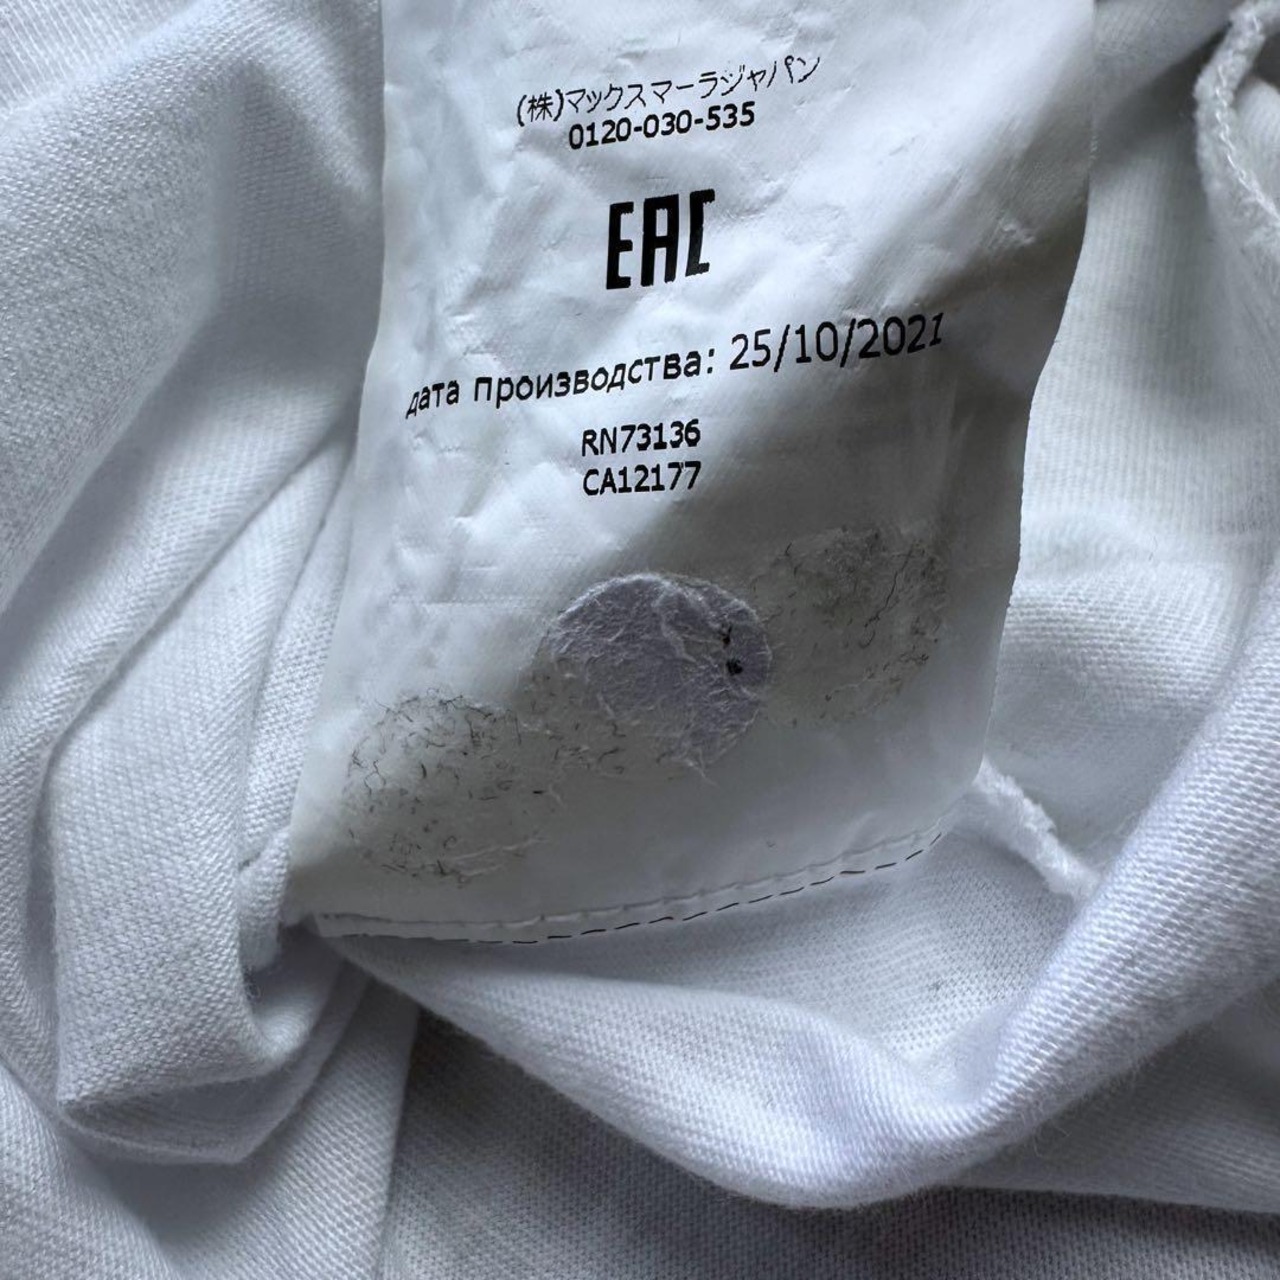 (株)マックスマーラジャパン
0120-030-535
EAC
дата производства: 25/10/2021
RN73136
CA12177